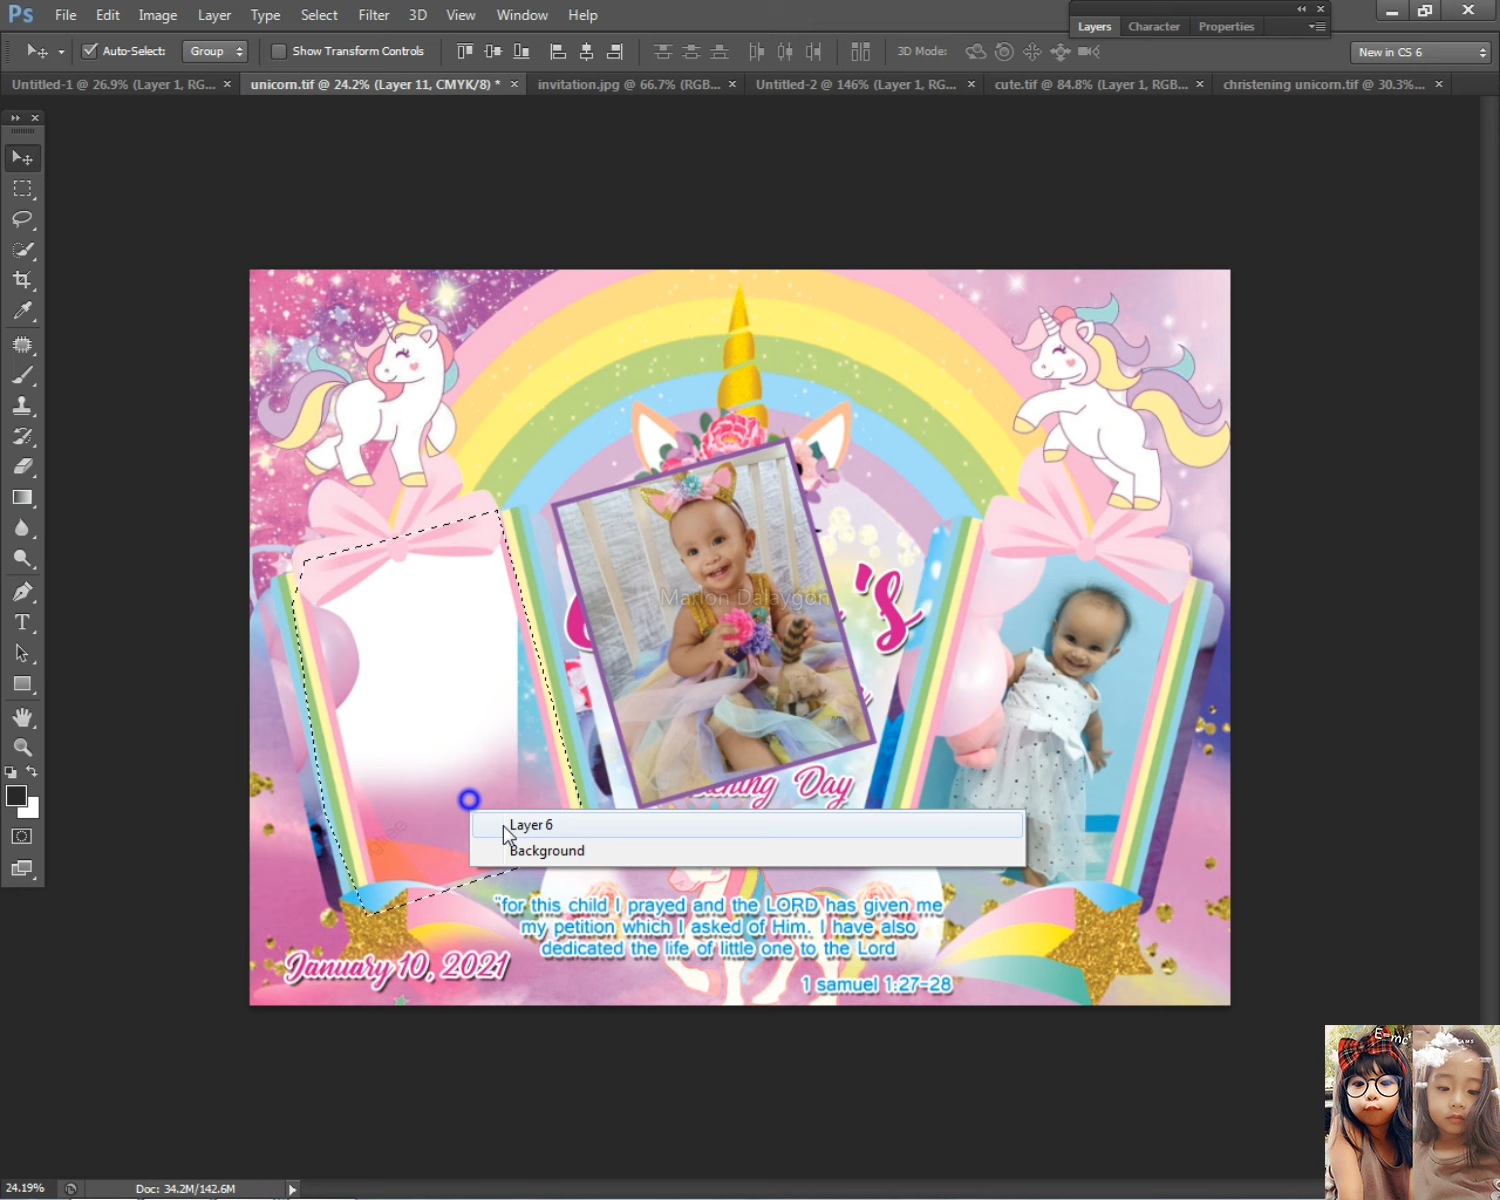 Ps File Edit Image Layer Type Select Filter 3D View Window Help
Layers Character Properties
Auto-Select: Group Show Transform Controls 3D Mode: New in CS 6
Untitled-1 @ 26.9% (Layer 1, RG... × unicorn.tif @ 24.2% (Layer 11, CMYK/8) * × invitation.jpg @ 66.7% (RGB... × Untitled-2 @ 146% (Layer 1, RG... × cute.tif @ 84.8% (Layer 1, RGB... × christening unicorn.tif @ 30.3%... ×
Marlon Dalaygon
's
Day
Layer 6
Background
"for this child I prayed and the LORD has given me
my petition which I asked of Him. I have also
dedicated the life of little one to the Lord
January 10, 2021
1 samuel 1:27-28
E=mc²
24.19% Doc: 34.2M/142.6M